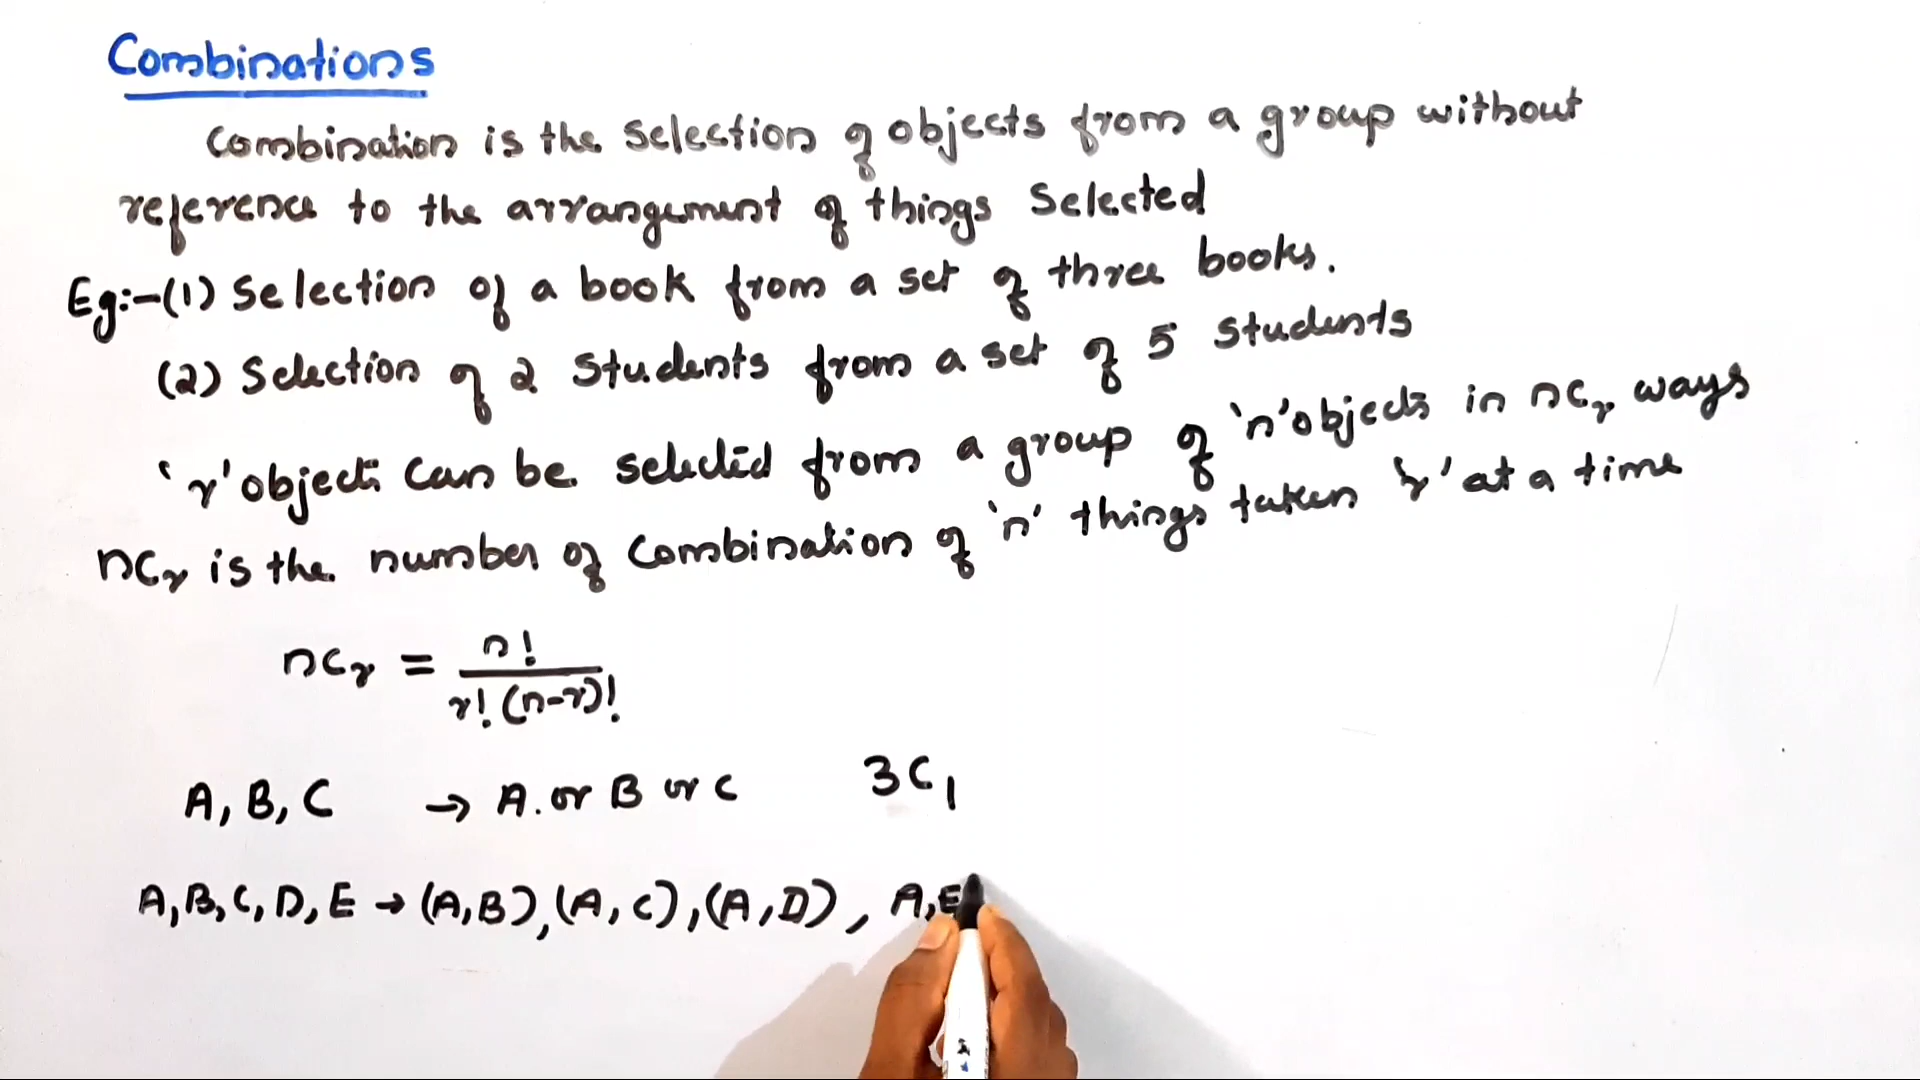 Combinations
Combination is the selection of objects from a group without
reference to the arrangement of things selected
Eg:-(1) Selection of a book from a set of three books.
(2) Selection of 2 students from a set of 5 students
'r' objects can be selected from a group of 'n' objects in nCr ways
nCr is the number of combination of 'n' things taken 'r' at a time
nCr = n! / r! (n-r)!
A, B, C → A. or B or C 3C1
A, B, C, D, E → (A,B), (A, C), (A, D), A, E